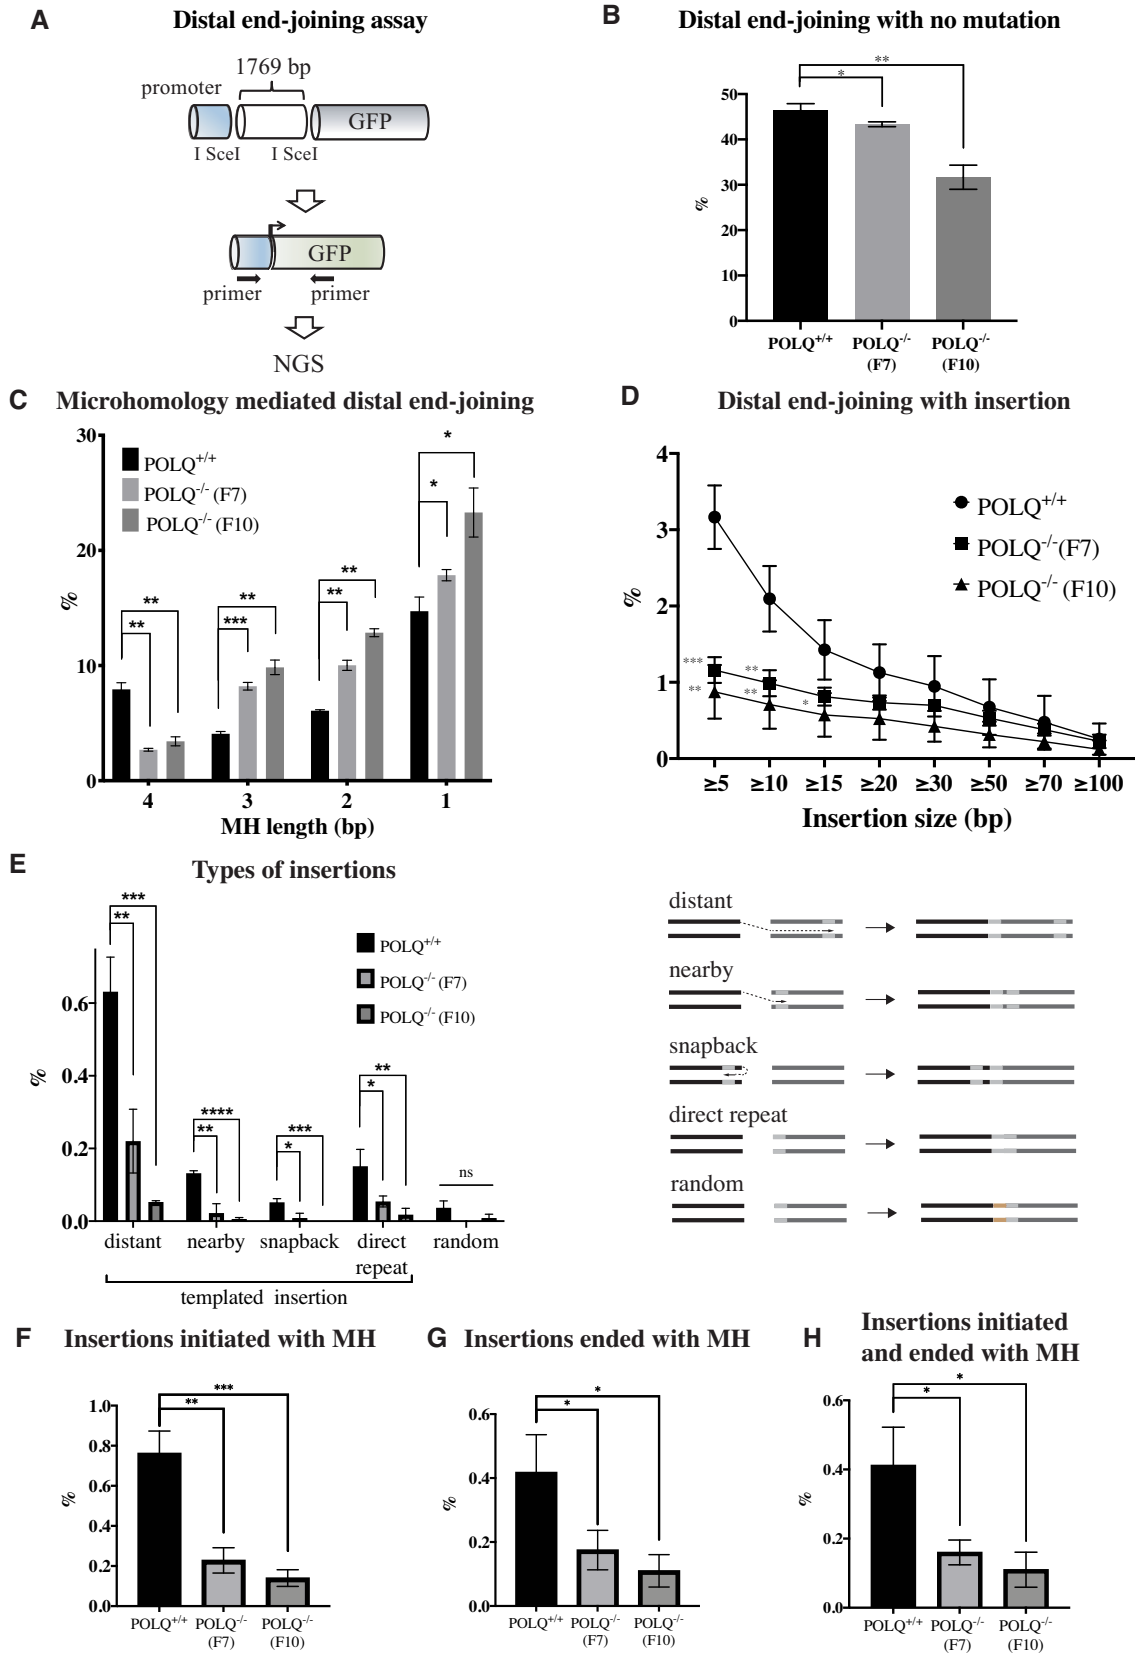 A
Distal end-joining assay
1769 bp
promoter
GFP
I SceI
I SceI
GFP
primer
primer
NGS
B
Distal end-joining with no mutation
**
*
50
40
30
20
10
0
%
POLQ+/+
POLQ-/-
(F7)
POLQ-/-
(F10)
C
Microhomology mediated distal end-joining
30
20
10
0
%
POLQ+/+
POLQ-/- (F7)
POLQ-/- (F10)
**
**
**
***
**
**
*
*
4
3
2
1
MH length (bp)
D
Distal end-joining with insertion
4
3
2
1
0
%
POLQ+/+
POLQ-/-(F7)
POLQ-/- (F10)
***
**
**
**
*
≥5
≥10
≥15
≥20
≥30
≥50
≥70
≥100
Insertion size (bp)
E
Types of insertions
***
**
0.6
0.4
0.2
0.0
%
POLQ+/+
POLQ-/- (F7)
POLQ-/- (F10)
****
**
***
*
**
*
ns
distant
nearby
snapback
direct
repeat
random
templated insertion
distant
nearby
snapback
direct repeat
random
F
Insertions initiated with MH
***
**
1.0
0.8
0.6
0.4
0.2
0.0
%
POLQ+/+
POLQ-/-
(F7)
POLQ-/-
(F10)
G
Insertions ended with MH
*
*
0.6
0.4
0.2
0.0
%
POLQ+/+
POLQ-/-
(F7)
POLQ-/-
(F10)
H
Insertions initiated
and ended with MH
*
*
0.6
0.4
0.2
0.0
%
POLQ+/+
POLQ-/-
(F7)
POLQ-/-
(F10)